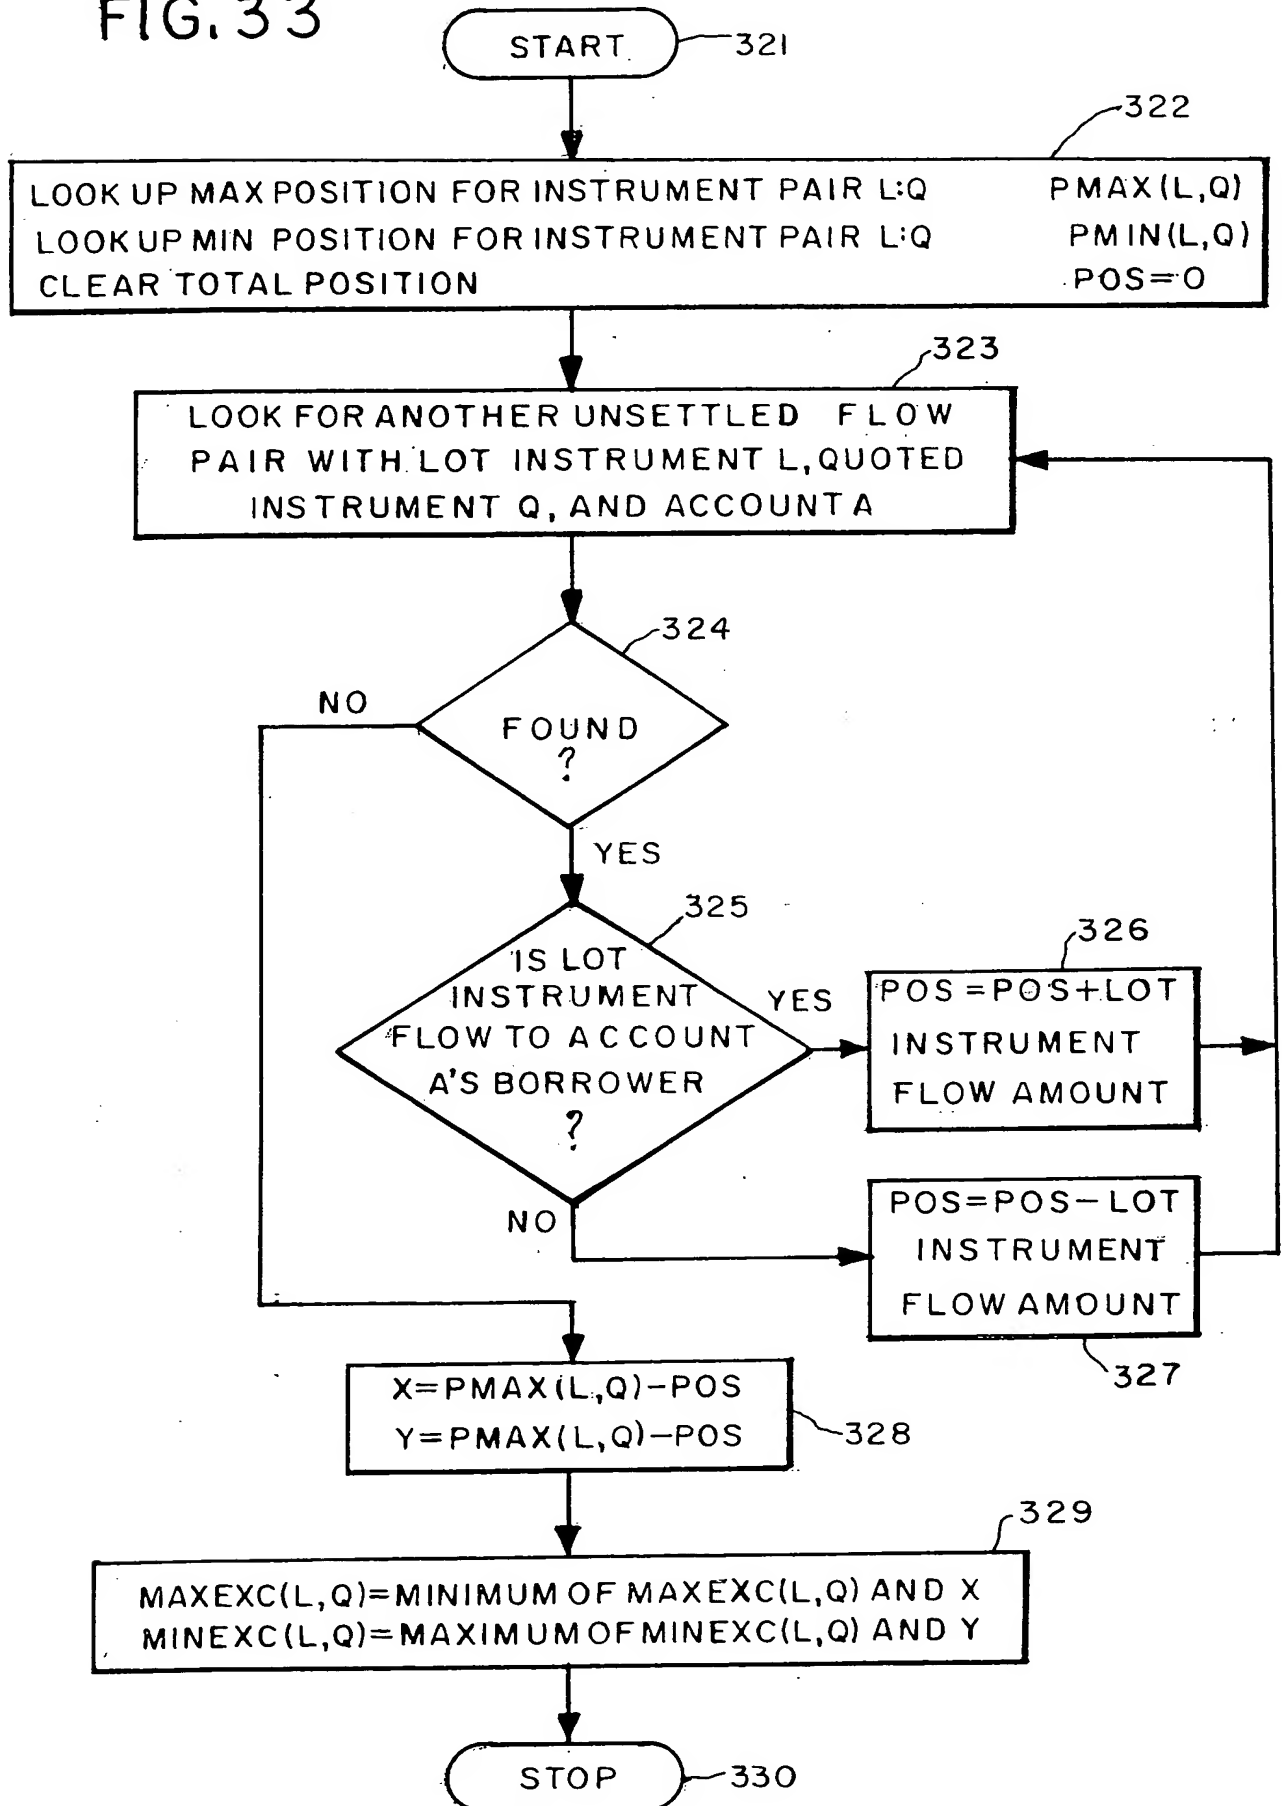 FIG. 33
START
321
322
LOOK UP MAX POSITION FOR INSTRUMENT PAIR L:Q PMAX(L,Q)
LOOK UP MIN POSITION FOR INSTRUMENT PAIR L:Q PMIN(L,Q)
CLEAR TOTAL POSITION POS=0
323
LOOK FOR ANOTHER UNSETTLED FLOW
PAIR WITH LOT INSTRUMENT L, QUOTED
INSTRUMENT Q, AND ACCOUNT A
324
NO
FOUND
?
YES
325
IS LOT
INSTRUMENT
FLOW TO ACCOUNT
A'S BORROWER
?
YES
326
POS=POS+LOT
INSTRUMENT
FLOW AMOUNT
NO
POS=POS-LOT
INSTRUMENT
FLOW AMOUNT
327
X=PMAX(L,Q)-POS
Y=PMAX(L,Q)-POS
328
329
MAXEXC(L,Q)=MINIMUM OF MAXEXC(L,Q) AND X
MINEXC(L,Q)=MAXIMUM OF MINEXC(L,Q) AND Y
STOP
330